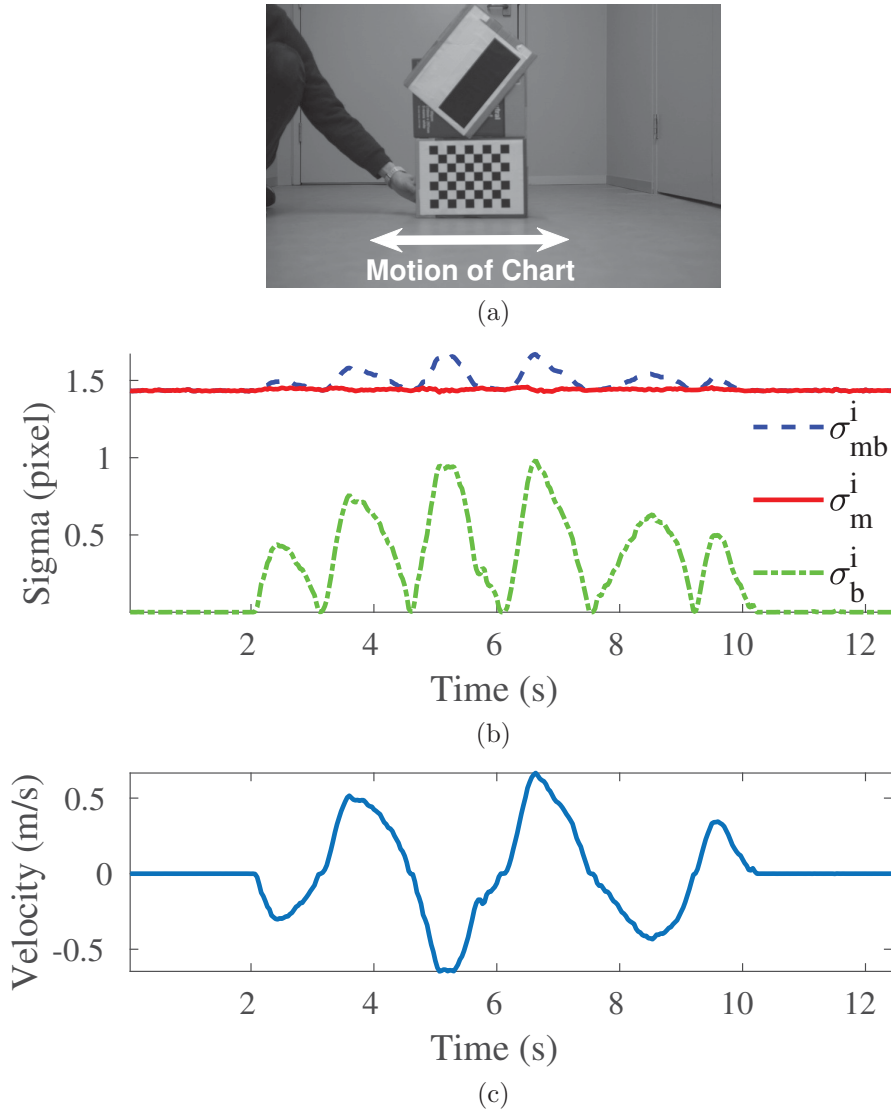 Motion of Chart
(a)
Sigma (pixel)
1.5
1
0.5
σ^i_mb
σ^i_m
σ^i_b
2 4 6 8 10 12
Time (s)
(b)
Velocity (m/s)
0.5
0
-0.5
2 4 6 8 10 12
Time (s)
(c)